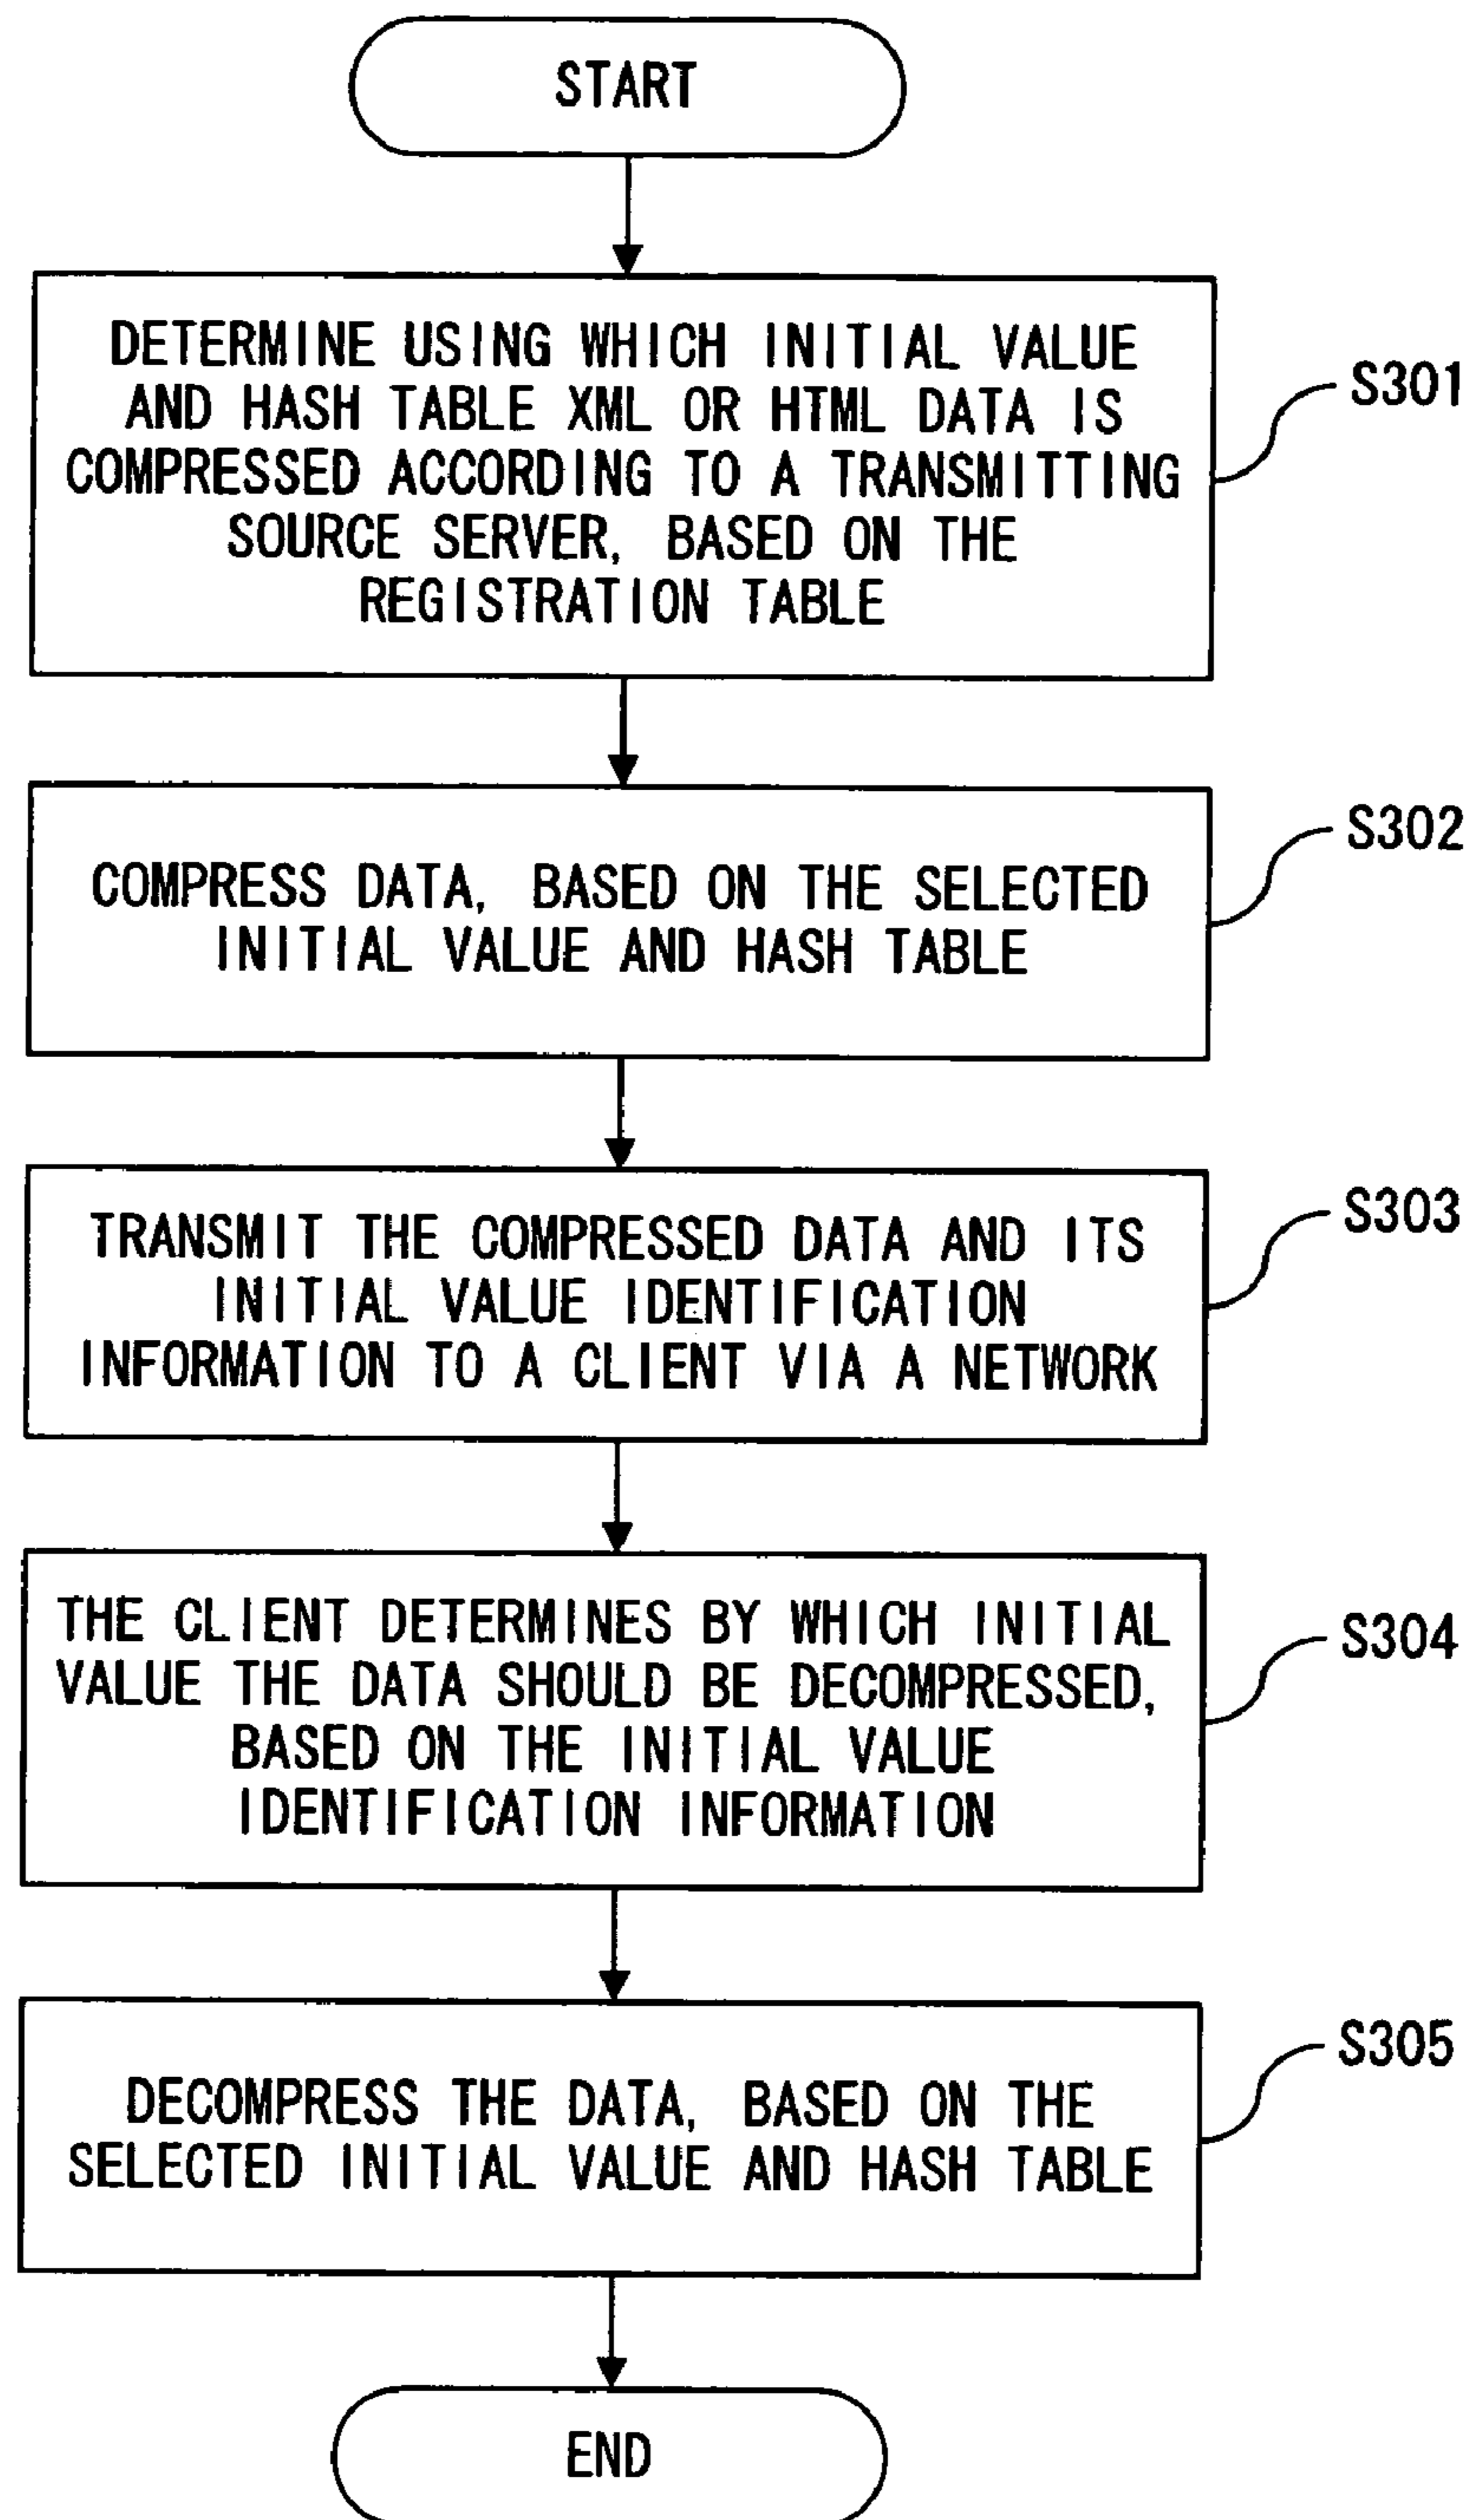 START
DETERMINE USING WHICH INITIAL VALUE
AND HASH TABLE XML OR HTML DATA IS
COMPRESSED ACCORDING TO A TRANSMITTING
SOURCE SERVER, BASED ON THE
REGISTRATION TABLE
S301
COMPRESS DATA, BASED ON THE SELECTED
INITIAL VALUE AND HASH TABLE
S302
TRANSMIT THE COMPRESSED DATA AND ITS
INITIAL VALUE IDENTIFICATION
INFORMATION TO A CLIENT VIA A NETWORK
S303
THE CLIENT DETERMINES BY WHICH INITIAL
VALUE THE DATA SHOULD BE DECOMPRESSED,
BASED ON THE INITIAL VALUE
IDENTIFICATION INFORMATION
S304
DECOMPRESS THE DATA, BASED ON THE
SELECTED INITIAL VALUE AND HASH TABLE
S305
END